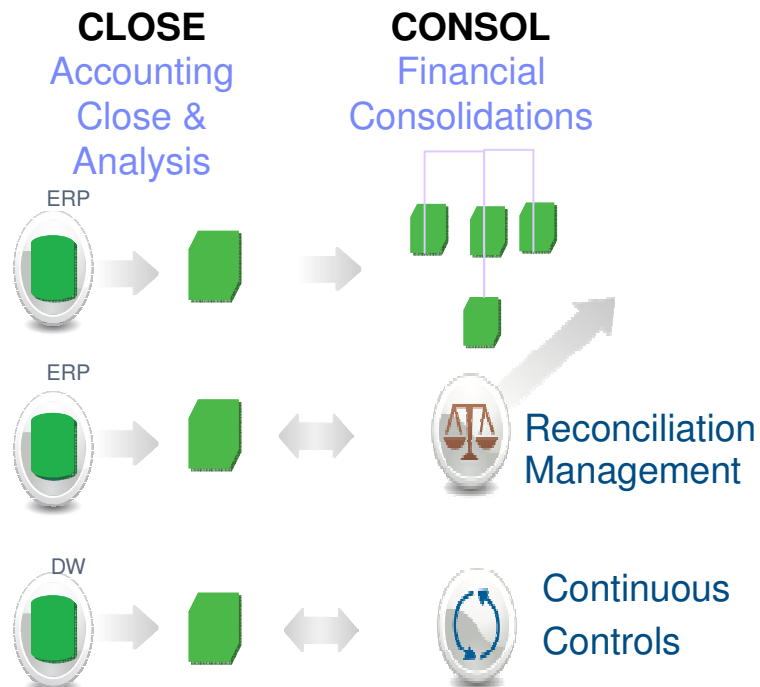 CLOSE
Accounting
Close &
Analysis
CONSOL
Financial
Consolidations
ERP
ERP
Reconciliation
Management
DW
Continuous
Controls